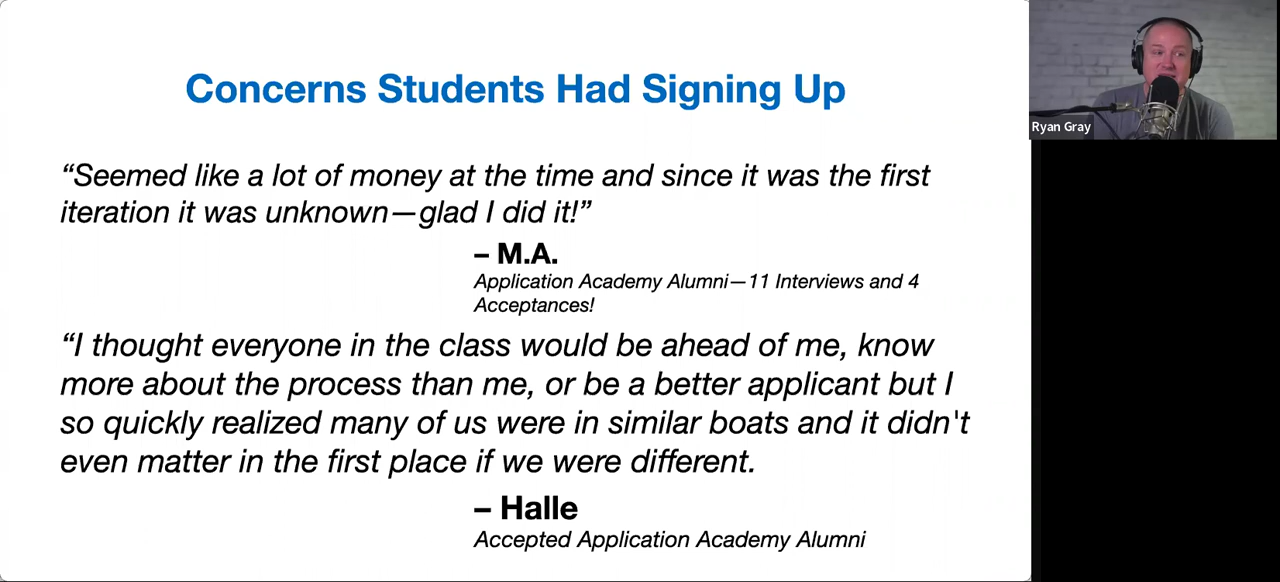 Concerns Students Had Signing Up
Ryan Gray
“Seemed like a lot of money at the time and since it was the first
iteration it was unknown—glad I did it!”
– M.A.
Application Academy Alumni—11 Interviews and 4
Acceptances!
“I thought everyone in the class would be ahead of me, know
more about the process than me, or be a better applicant but I
so quickly realized many of us were in similar boats and it didn't
even matter in the first place if we were different.
– Halle
Accepted Application Academy Alumni